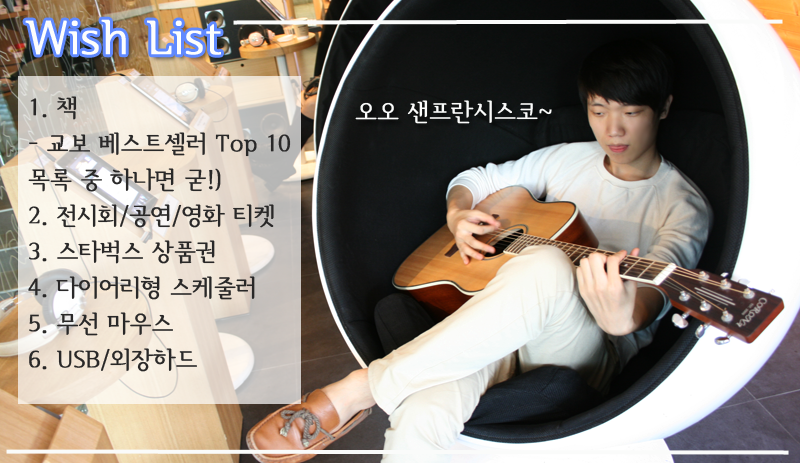 Wish List
1. 책
- 교보 베스트셀러 Top 10
목록 중 하나면 굳!)
2. 전시회/공연/영화 티켓
3. 스타벅스 상품권
4. 다이어리형 스케줄러
5. 무선 마우스
6. USB/외장하드
오오 샌프란시스코~
CORONA